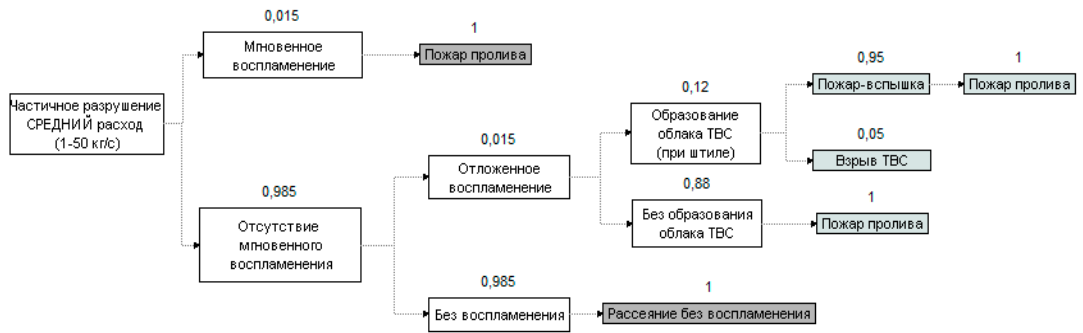 0,015
Мгновенное
воспламенение
1
Пожар пролива
Частичное разрушение
СРЕДНИЙ расход
(1-50 кг/с)
0,985
Отсутствие
мгновенного
воспламенения
0,015
Отложенное
воспламенение
0,12
Образование
облака ТВС
(при штиле)
0,95
Пожар-вспышка
1
Пожар пролива
0,05
Взрыв ТВС
0,88
Без образования
облака ТВС
1
Пожар пролива
0,985
Без воспламенения
1
Рассеяние без воспламенения